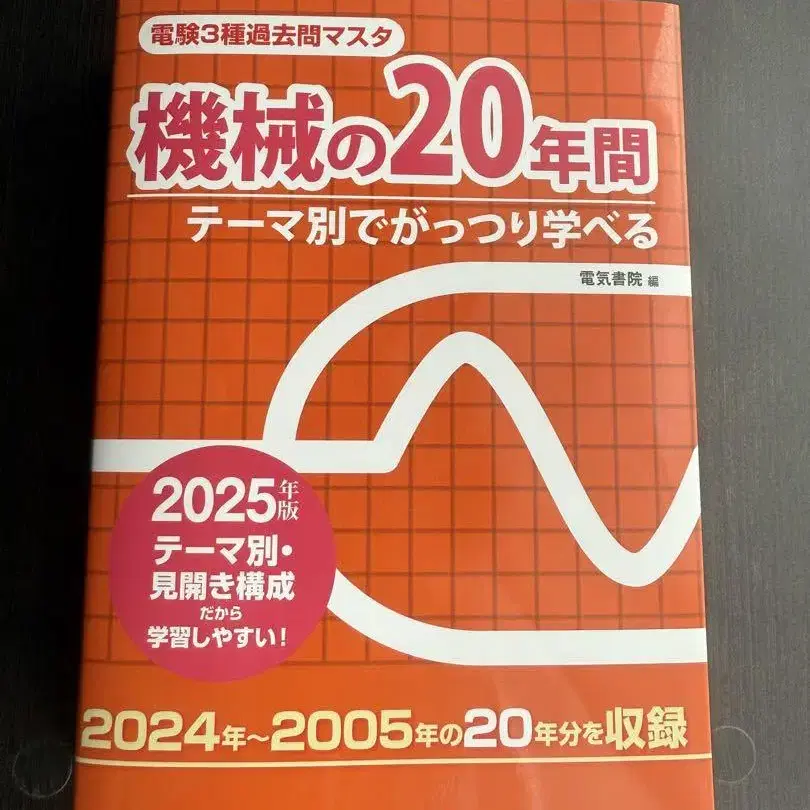 電験3種過去問マスタ
機械の20年間
テーマ別でがっつり学べる
電気書院 編
2025年版
テーマ別・
見開き構成
だから
学習しやすい!
2024年~2005年の20年分を収録